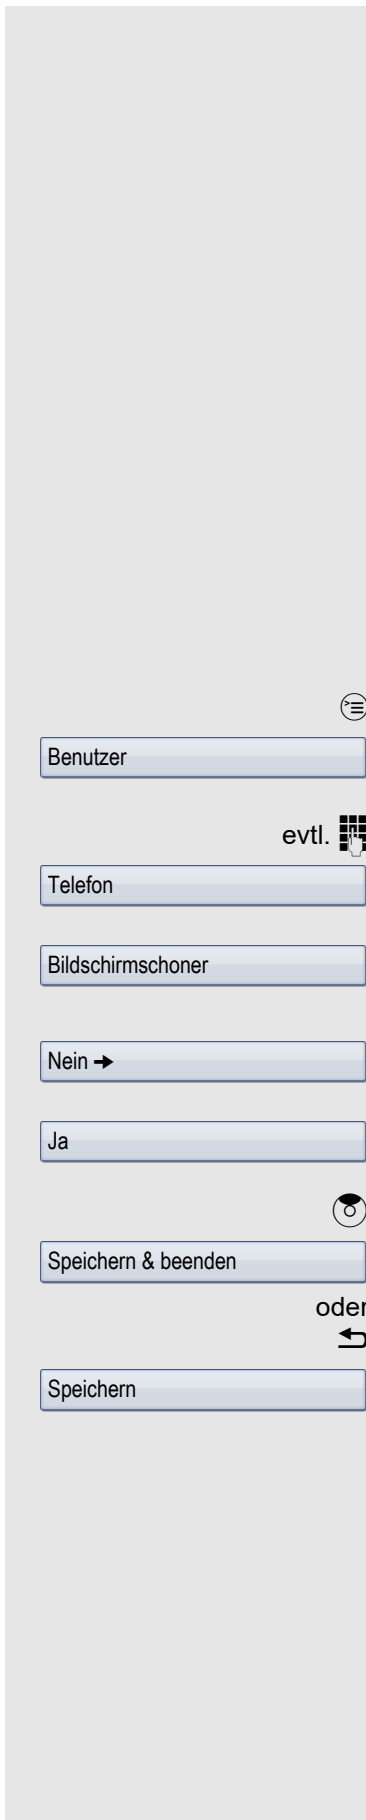 Benutzer
evtl.
Telefon
Bildschirmschoner
Nein →
Ja
Speichern & beenden
oder
Speichern